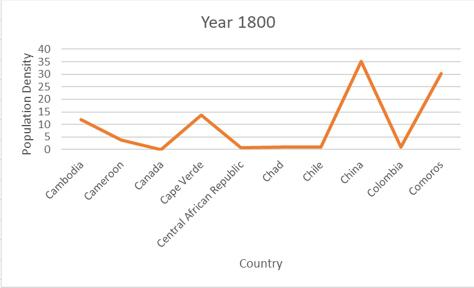 Year 1800
Population Density
40
35
30
25
20
15
10
5
0
Cambodia
Cameroon
Canada
Cape Verde
Central African Republic
Chad
Chile
China
Colombia
Comoros
Country